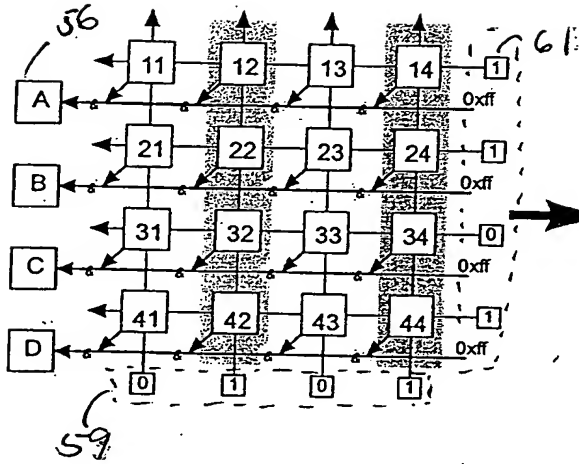 56
11 12 13 14 1 61
A & & & & 0xff
21 22 23 24 1
B & & & & 0xff
31 32 33 34 0
C & & & & 0xff
41 42 43 44 1
D & & & & 0xff
0 1 0 1
59